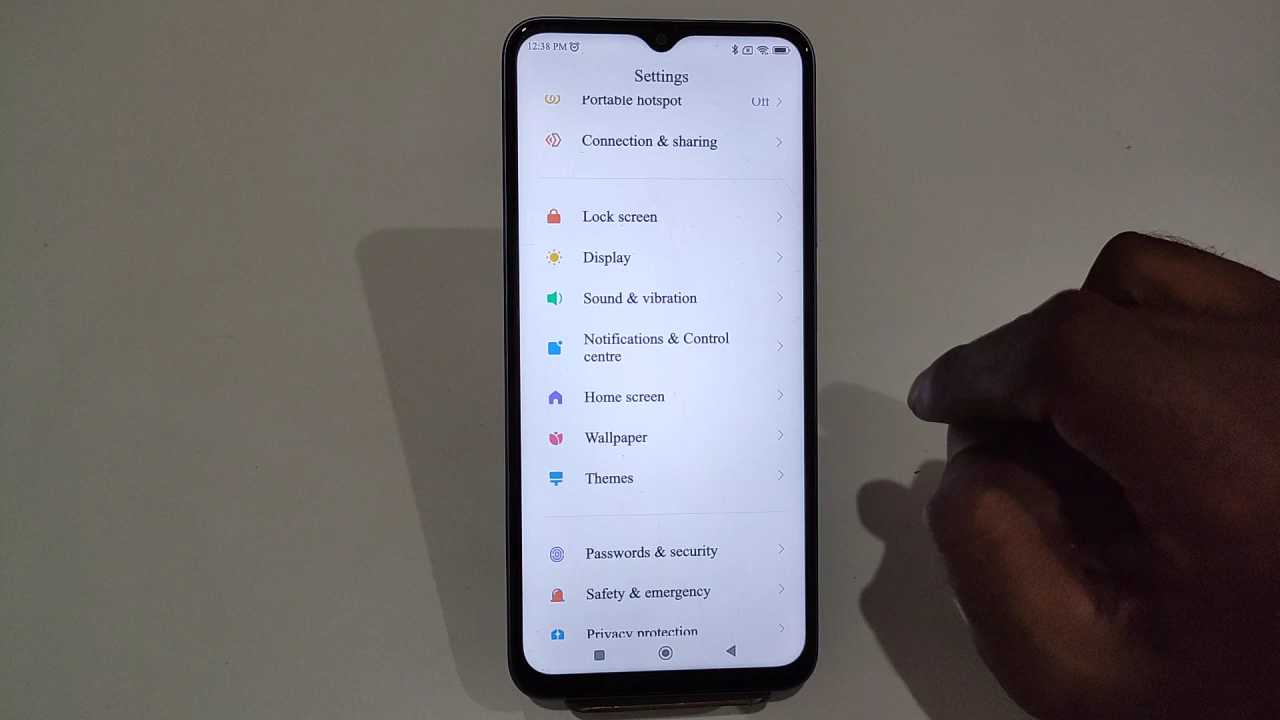 12:38 PM
Settings
Portable hotspot Off
Connection & sharing
Lock screen
Display
Sound & vibration
Notifications & Control
centre
Home screen
Wallpaper
Themes
Passwords & security
Safety & emergency
Privacy protection